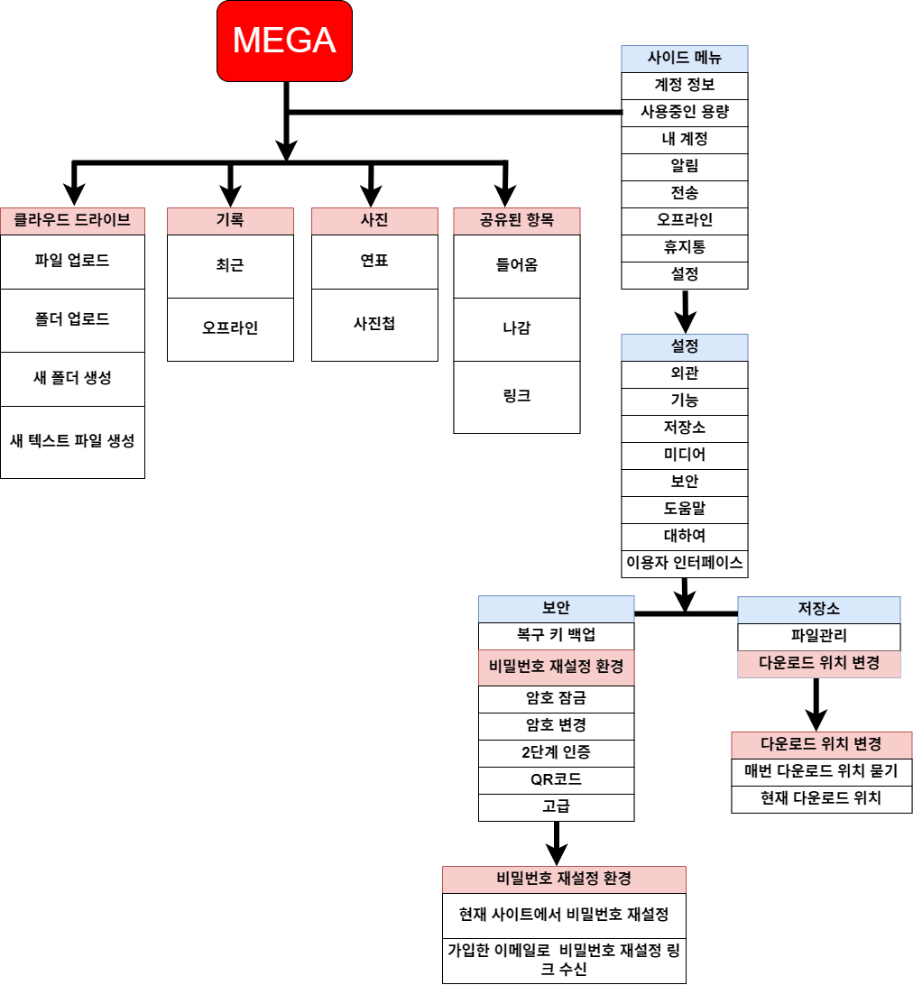 MEGA
사이드 메뉴
계정 정보
사용중인 용량
내 계정
알림
전송
오프라인
휴지통
설정
클라우드 드라이브
파일 업로드
폴더 업로드
새 폴더 생성
새 텍스트 파일 생성
기록
최근
오프라인
사진
연표
사진첩
공유된 항목
들어옴
나감
링크
설정
외관
기능
저장소
미디어
보안
도움말
대하여
이용자 인터페이스
보안
복구 키 백업
비밀번호 재설정 환경
암호 잠금
암호 변경
2단계 인증
QR코드
고급
저장소
파일관리
다운로드 위치 변경
다운로드 위치 변경
매번 다운로드 위치 묻기
현재 다운로드 위치
비밀번호 재설정 환경
현재 사이트에서 비밀번호 재설정
가입한 이메일로 비밀번호 재설정 링
크 수신